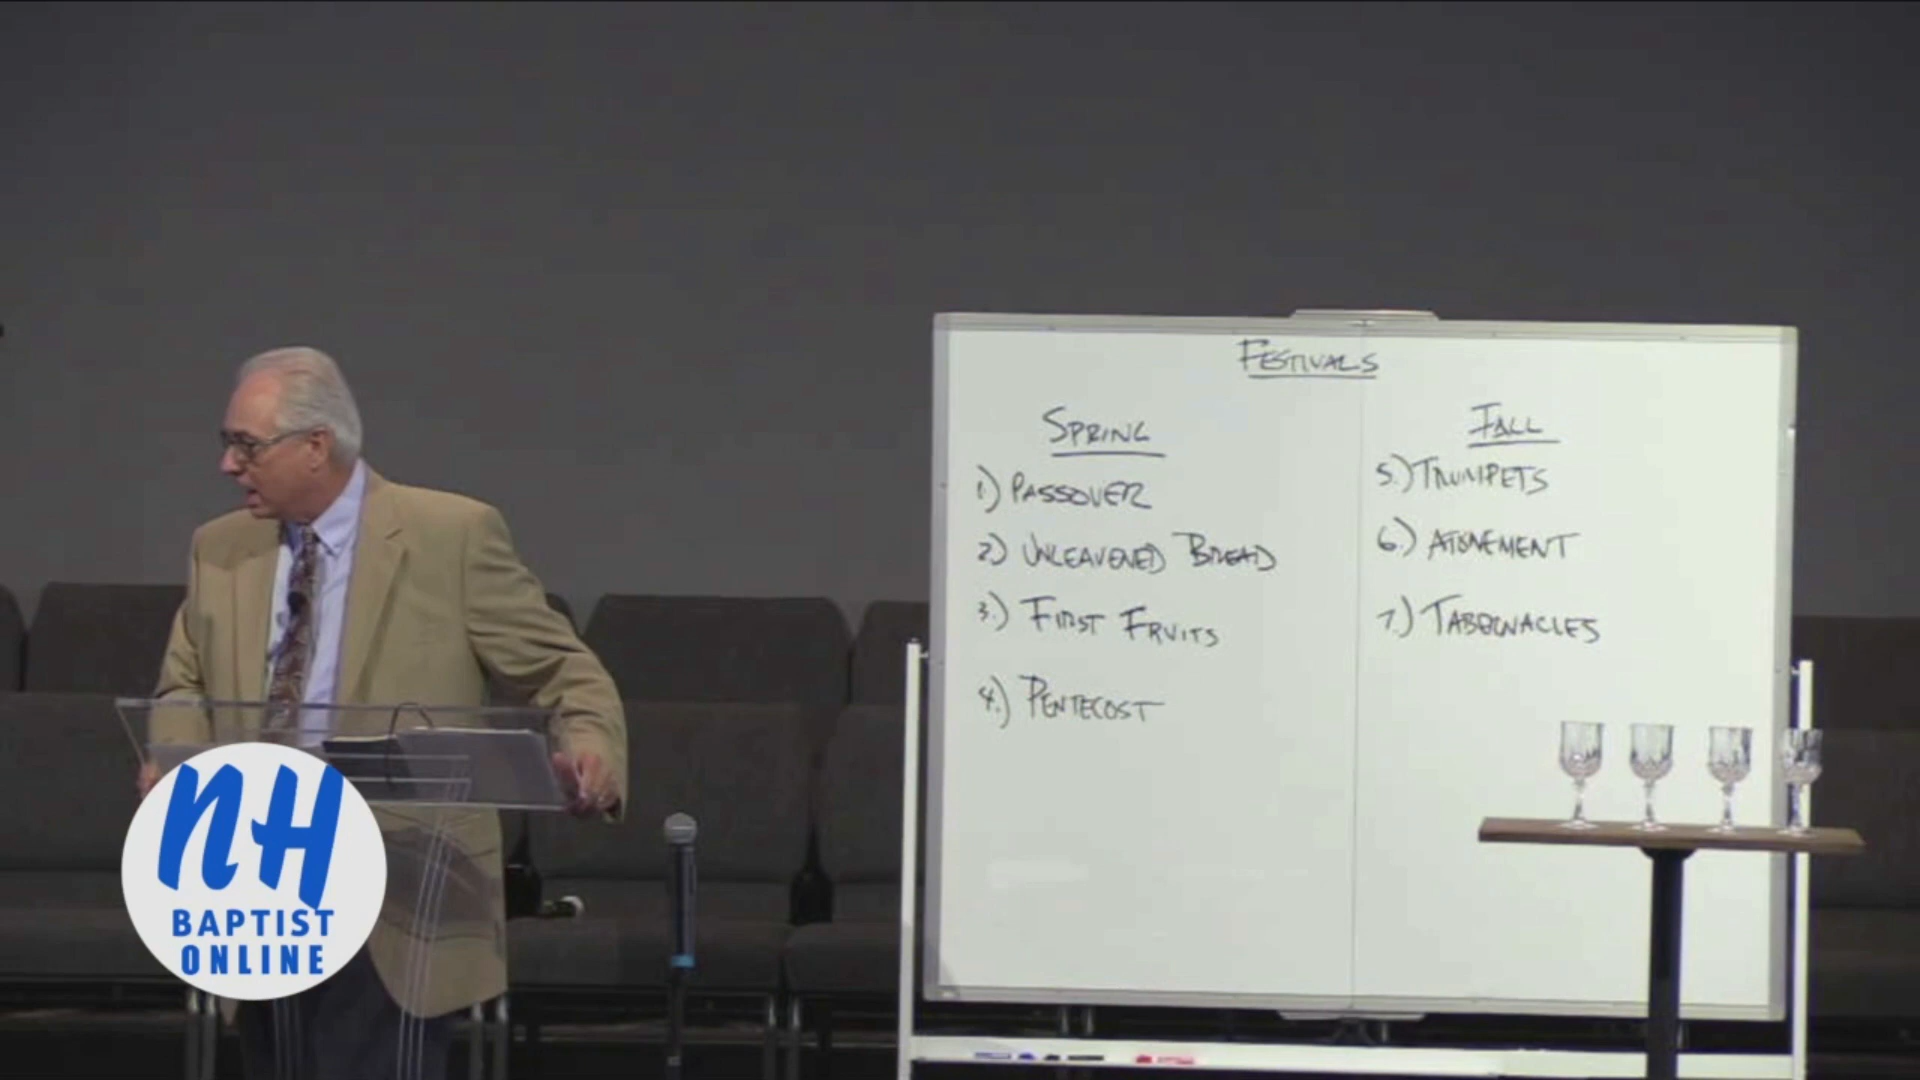 FESTIVALS
SPRING
1.) PASSOVER
2) UNLEAVENED BREAD
3.) FIRST FRUITS
4.) PENTECOST
FALL
5.) TRUMPETS
6.) ATONEMENT
7.) TABERNACLES
NH
BAPTIST
ONLINE